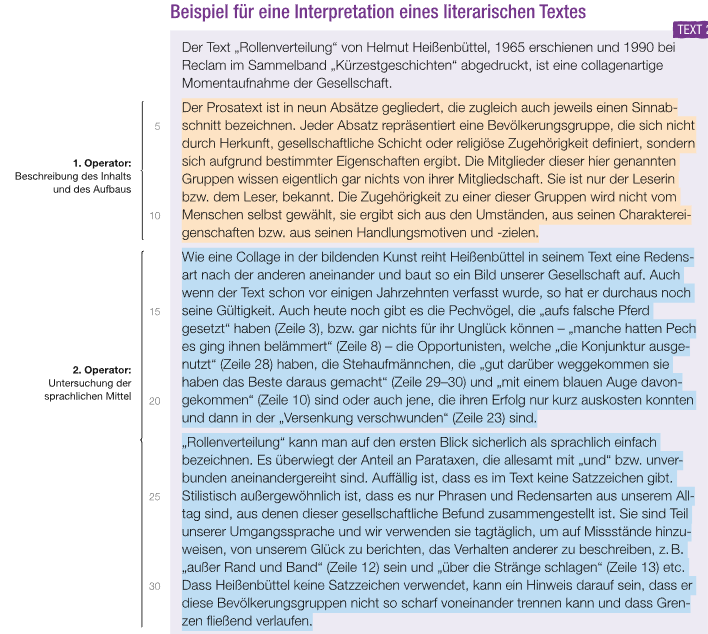 Beispiel für eine Interpretation eines literarischen Textes
TEXT 2
Der Text „Rollenverteilung“ von Helmut Heißenbüttel, 1965 erschienen und 1990 bei
Reclam im Sammelband „Kürzestgeschichten“ abgedruckt, ist eine collagenartige
Momentaufnahme der Gesellschaft.
1. Operator:
Beschreibung des Inhalts
und des Aufbaus
Der Prosatext ist in neun Absätze gegliedert, die zugleich auch jeweils einen Sinnab-
5 schnitt bezeichnen. Jeder Absatz repräsentiert eine Bevölkerungsgruppe, die sich nicht
durch Herkunft, gesellschaftliche Schicht oder religiöse Zugehörigkeit definiert, sondern
sich aufgrund bestimmter Eigenschaften ergibt. Die Mitglieder dieser hier genannten
Gruppen wissen eigentlich gar nichts von ihrer Mitgliedschaft. Sie ist nur der Leserin
bzw. dem Leser, bekannt. Die Zugehörigkeit zu einer dieser Gruppen wird nicht vom
10 Menschen selbst gewählt, sie ergibt sich aus den Umständen, aus seinen Charakterei-
genschaften bzw. aus seinen Handlungsmotiven und -zielen.
2. Operator:
Untersuchung der
sprachlichen Mittel
Wie eine Collage in der bildenden Kunst reiht Heißenbüttel in seinem Text eine Redens-
art nach der anderen aneinander und baut so ein Bild unserer Gesellschaft auf. Auch
wenn der Text schon vor einigen Jahrzehnten verfasst wurde, so hat er durchaus noch
15 seine Gültigkeit. Auch heute noch gibt es die Pechvögel, die „aufs falsche Pferd
gesetzt“ haben (Zeile 3), bzw. gar nichts für ihr Unglück können – „manche hatten Pech
es ging ihnen belämmert“ (Zeile 8) – die Opportunisten, welche „die Konjunktur ausge-
nutzt“ (Zeile 28) haben, die Stehaufmännchen, die „gut darüber weggekommen sie
haben das Beste daraus gemacht“ (Zeile 29–30) und „mit einem blauen Auge davon-
20 gekommen“ (Zeile 10) sind oder auch jene, die ihren Erfolg nur kurz auskosten konnten
und dann in der „Versenkung verschwunden“ (Zeile 23) sind.
„Rollenverteilung“ kann man auf den ersten Blick sicherlich als sprachlich einfach
bezeichnen. Es überwiegt der Anteil an Parataxen, die allesamt mit „und“ bzw. unver-
bunden aneinandergereiht sind. Auffällig ist, dass es im Text keine Satzzeichen gibt.
25 Stilistisch außergewöhnlich ist, dass es nur Phrasen und Redensarten aus unserem All-
tag sind, aus denen dieser gesellschaftliche Befund zusammengestellt ist. Sie sind Teil
unserer Umgangssprache und wir verwenden sie tagtäglich, um auf Missstände hinzu-
weisen, von unserem Glück zu berichten, das Verhalten anderer zu beschreiben, z. B.
„außer Rand und Band“ (Zeile 12) sein und „über die Stränge schlagen“ (Zeile 13) etc.
30 Dass Heißenbüttel keine Satzzeichen verwendet, kann ein Hinweis darauf sein, dass er
diese Bevölkerungsgruppen nicht so scharf voneinander trennen kann und dass Gren-
zen fließend verlaufen.